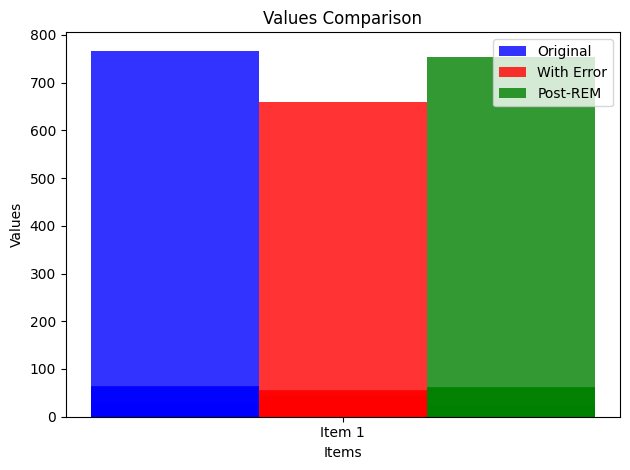 Values Comparison
Original
With Error
Post-REM
800
700
600
500
400
300
200
100
0
Values
Item 1
Items